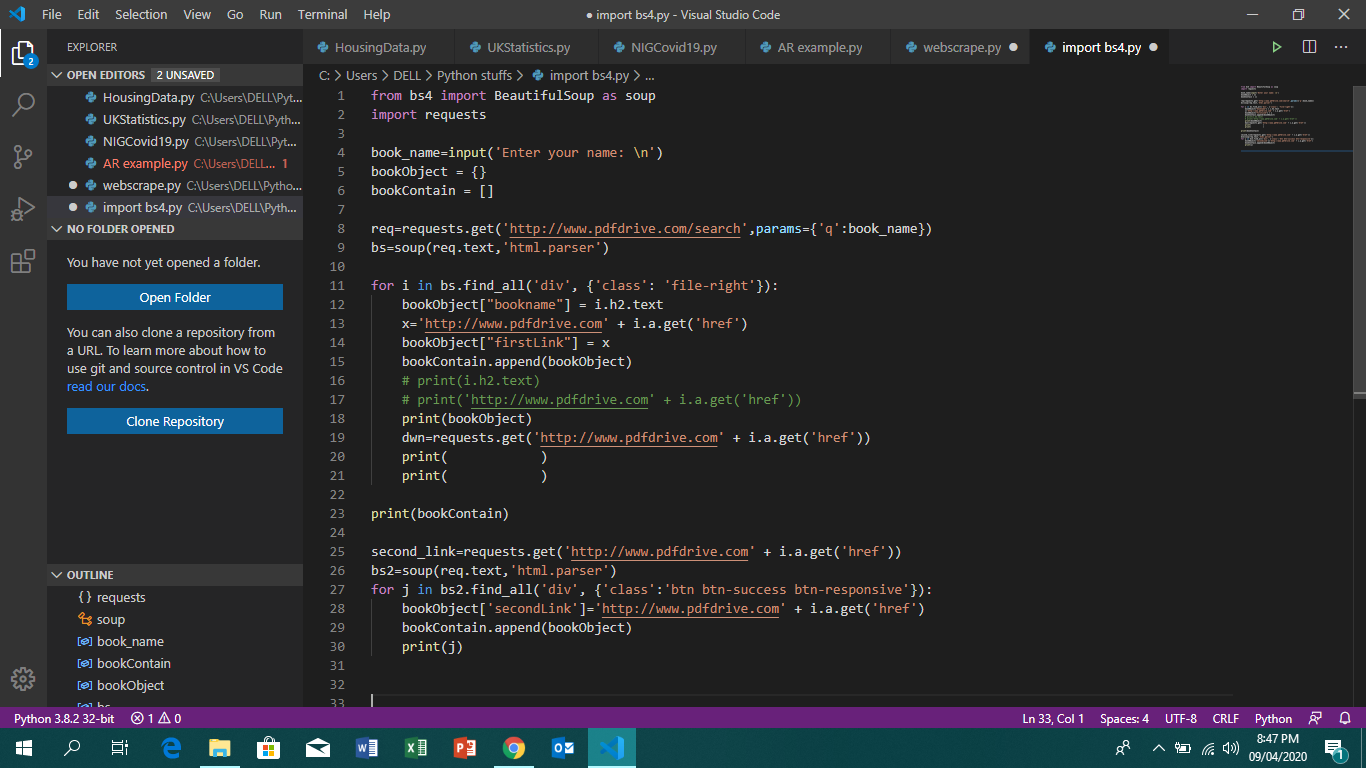 File Edit Selection View Go Run Terminal Help
● import bs4.py - Visual Studio Code
EXPLORER
HousingData.py UKStatistics.py NIGCovid19.py AR example.py webscrape.py ● import bs4.py ●
OPEN EDITORS 2 UNSAVED
HousingData.py C:\Users\DELL\Pyt...
UKStatistics.py C:\Users\DELL\Pyth...
NIGCovid19.py C:\Users\DELL\Pyth...
AR example.py C:\Users\DELL... 1
● webscrape.py C:\Users\DELL\Pytho...
● import bs4.py C:\Users\DELL\Pyth...
NO FOLDER OPENED
You have not yet opened a folder.
Open Folder
You can also clone a repository from
a URL. To learn more about how to
use git and source control in VS Code
read our docs.
Clone Repository
OUTLINE
{} requests
soup
book_name
bookContain
bookObject
bs
C: > Users > DELL > Python stuffs > import bs4.py > ...
1 from bs4 import BeautifulSoup as soup
2 import requests
3
4 book_name=input('Enter your name: \n')
5 bookObject = {}
6 bookContain = []
7
8 req=requests.get('http://www.pdfdrive.com/search',params={'q':book_name})
9 bs=soup(req.text,'html.parser')
10
11 for i in bs.find_all('div', {'class': 'file-right'}):
12     bookObject["bookname"] = i.h2.text
13     x='http://www.pdfdrive.com' + i.a.get('href')
14     bookObject["firstLink"] = x
15     bookContain.append(bookObject)
16     # print(i.h2.text)
17     # print('http://www.pdfdrive.com' + i.a.get('href'))
18     print(bookObject)
19     dwn=requests.get('http://www.pdfdrive.com' + i.a.get('href'))
20     print(            )
21     print(            )
22
23 print(bookContain)
24
25 second_link=requests.get('http://www.pdfdrive.com' + i.a.get('href'))
26 bs2=soup(req.text,'html.parser')
27 for j in bs2.find_all('div', {'class':'btn btn-success btn-responsive'}):
28     bookObject['secondLink']='http://www.pdfdrive.com' + i.a.get('href')
29     bookContain.append(bookObject)
30     print(j)
31
32
33
2
Python 3.8.2 32-bit 1 0
Ln 33, Col 1 Spaces: 4 UTF-8 CRLF Python
8:47 PM
09/04/2020
1